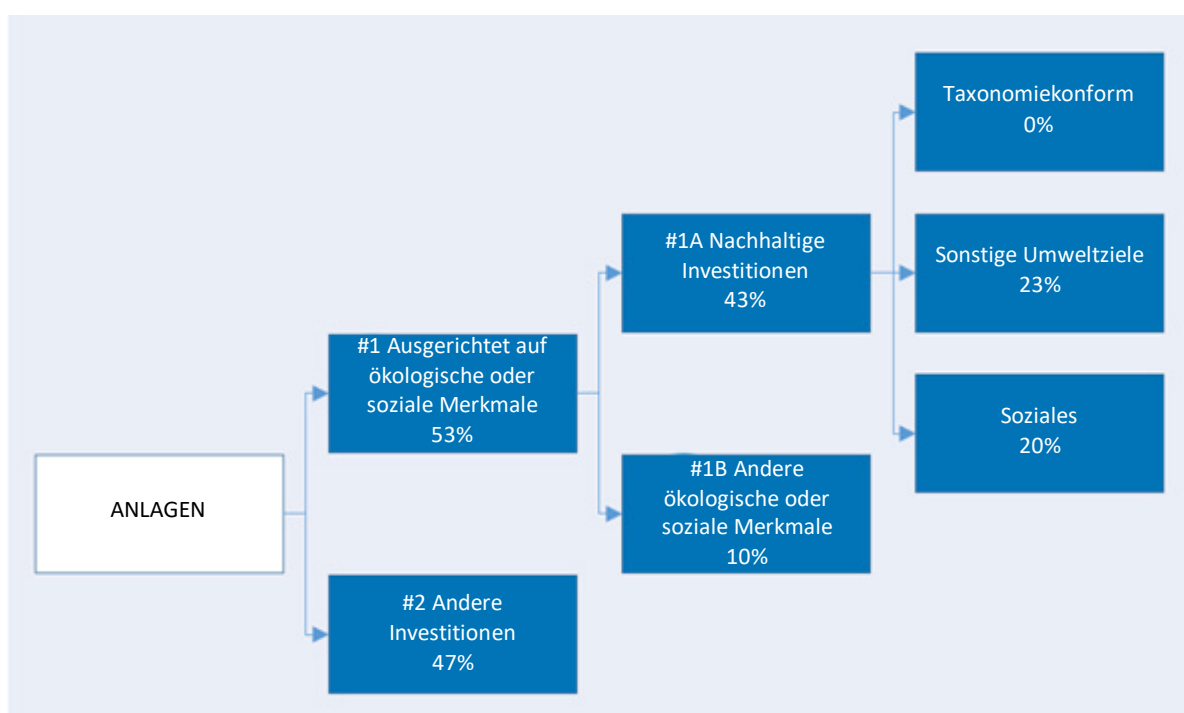 ANLAGEN
#1 Ausgerichtet auf
ökologische oder
soziale Merkmale
53%
#2 Andere
Investitionen
47%
#1A Nachhaltige
Investitionen
43%
#1B Andere
ökologische oder
soziale Merkmale
10%
Taxonomiekonform
0%
Sonstige Umweltziele
23%
Soziales
20%